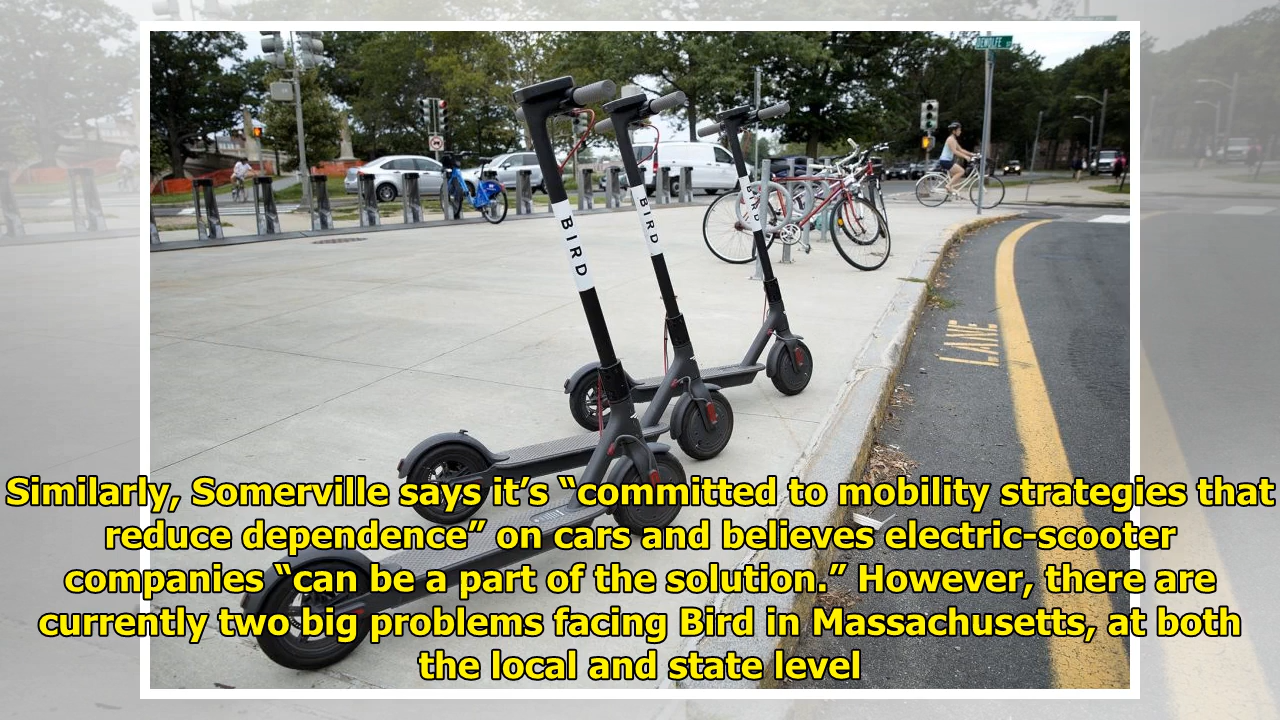 DEWOLFE ST
BIRD
BIRD
BIRD
LANE
Similarly, Somerville says it’s “committed to mobility strategies that
reduce dependence” on cars and believes electric-scooter
companies “can be a part of the solution.” However, there are
currently two big problems facing Bird in Massachusetts, at both
the local and state level